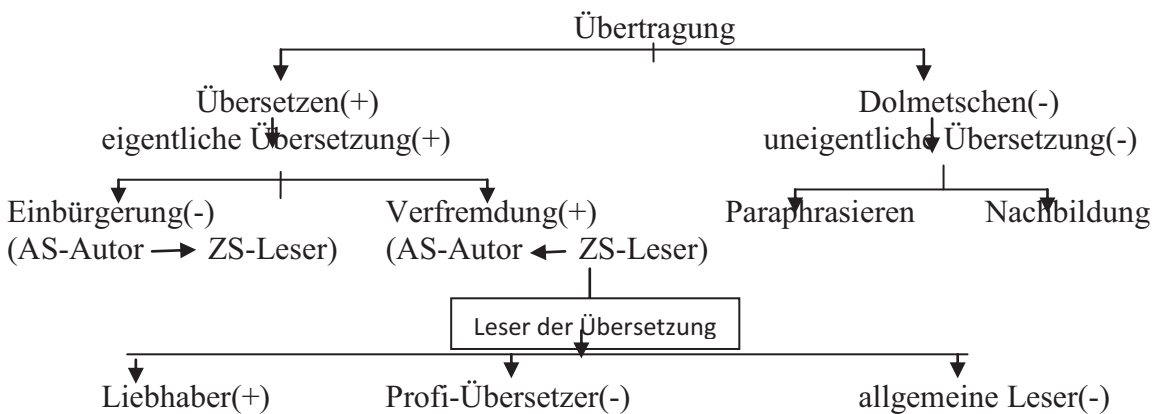 Übertragung
Übersetzen(+) Dolmetschen(-)
eigentliche Übersetzung(+) uneigentliche Übersetzung(-)
Einbürgerung(-) Verfremdung(+) Paraphrasieren Nachbildung
(AS-Autor → ZS-Leser) (AS-Autor ← ZS-Leser)
Leser der Übersetzung
Liebhaber(+) Profi-Übersetzer(-) allgemeine Leser(-)